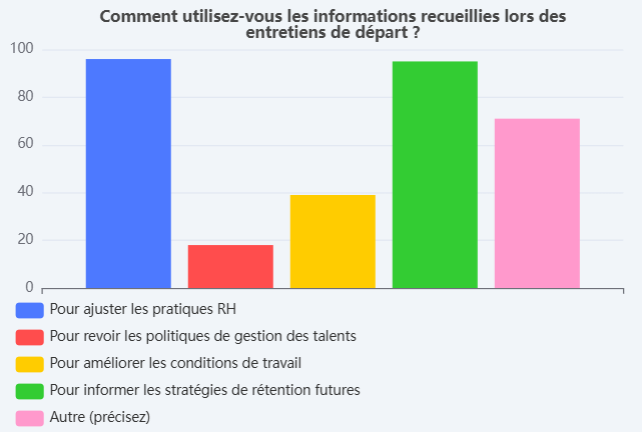 Comment utilisez-vous les informations recueillies lors des
entretiens de départ ?
100
80
60
40
20
0
Pour ajuster les pratiques RH
Pour revoir les politiques de gestion des talents
Pour améliorer les conditions de travail
Pour informer les stratégies de rétention futures
Autre (précisez)